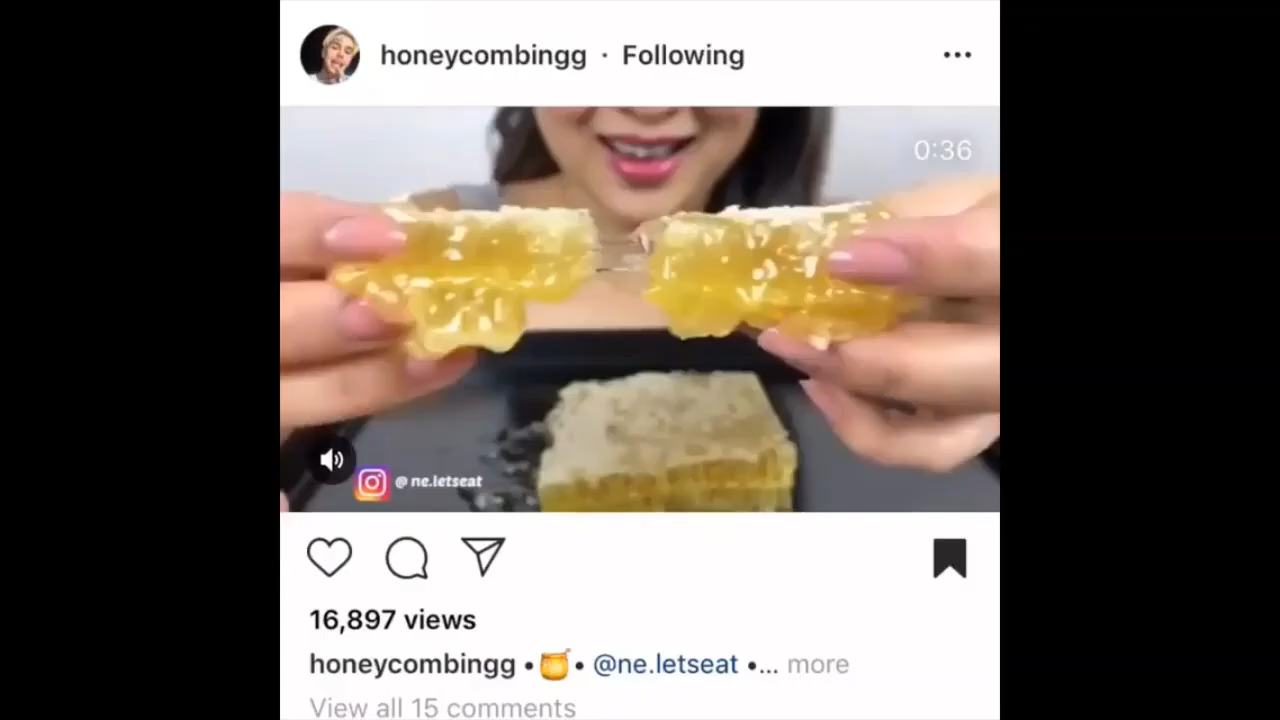 honeycombingg · Following
0:36
@ ne.letseat
16,897 views
honeycombingg •🍯• @ne.letseat •... more
View all 15 comments